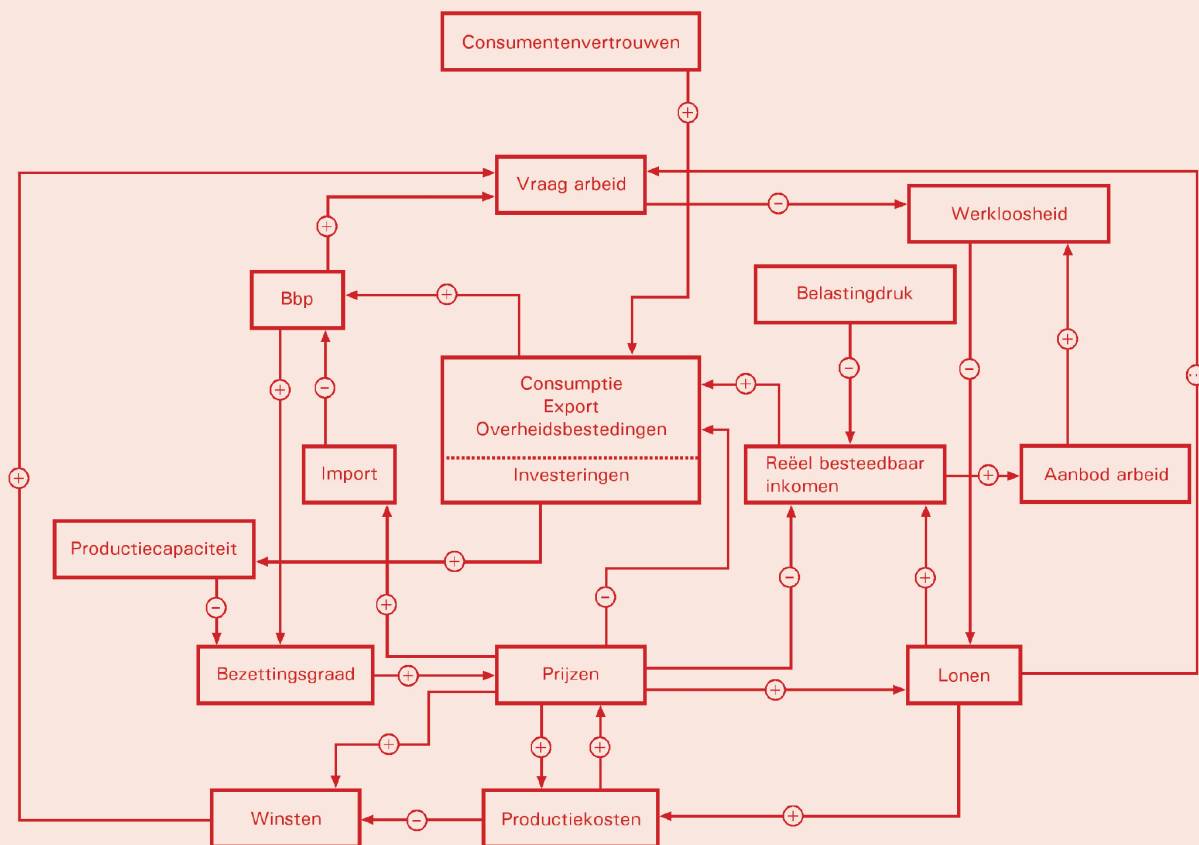 Consumentenvertrouwen
+
Vraag arbeid
-
Werkloosheid
+
Bbp
+
Belastingdruk
+
-
+
-
-
+
Consumptie
Export
Overheidsbestedingen
Investeringen
+
Reëel besteedbaar
inkomen
+
Aanbod arbeid
Import
+
Productiecapaciteit
+
-
+
-
-
+
Bezettingsgraad
+
Prijzen
+
Lonen
+
+
+
Winsten
-
Productiekosten
+